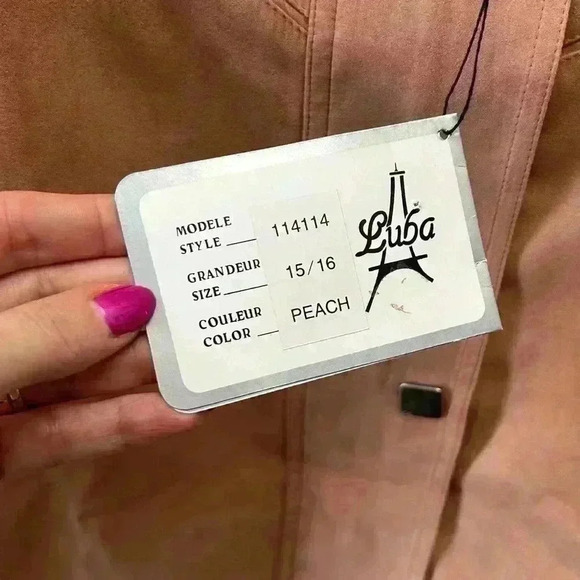 MODELE
STYLE 114114
GRANDEUR
SIZE 15/16
COULEUR
COLOR PEACH
Luba